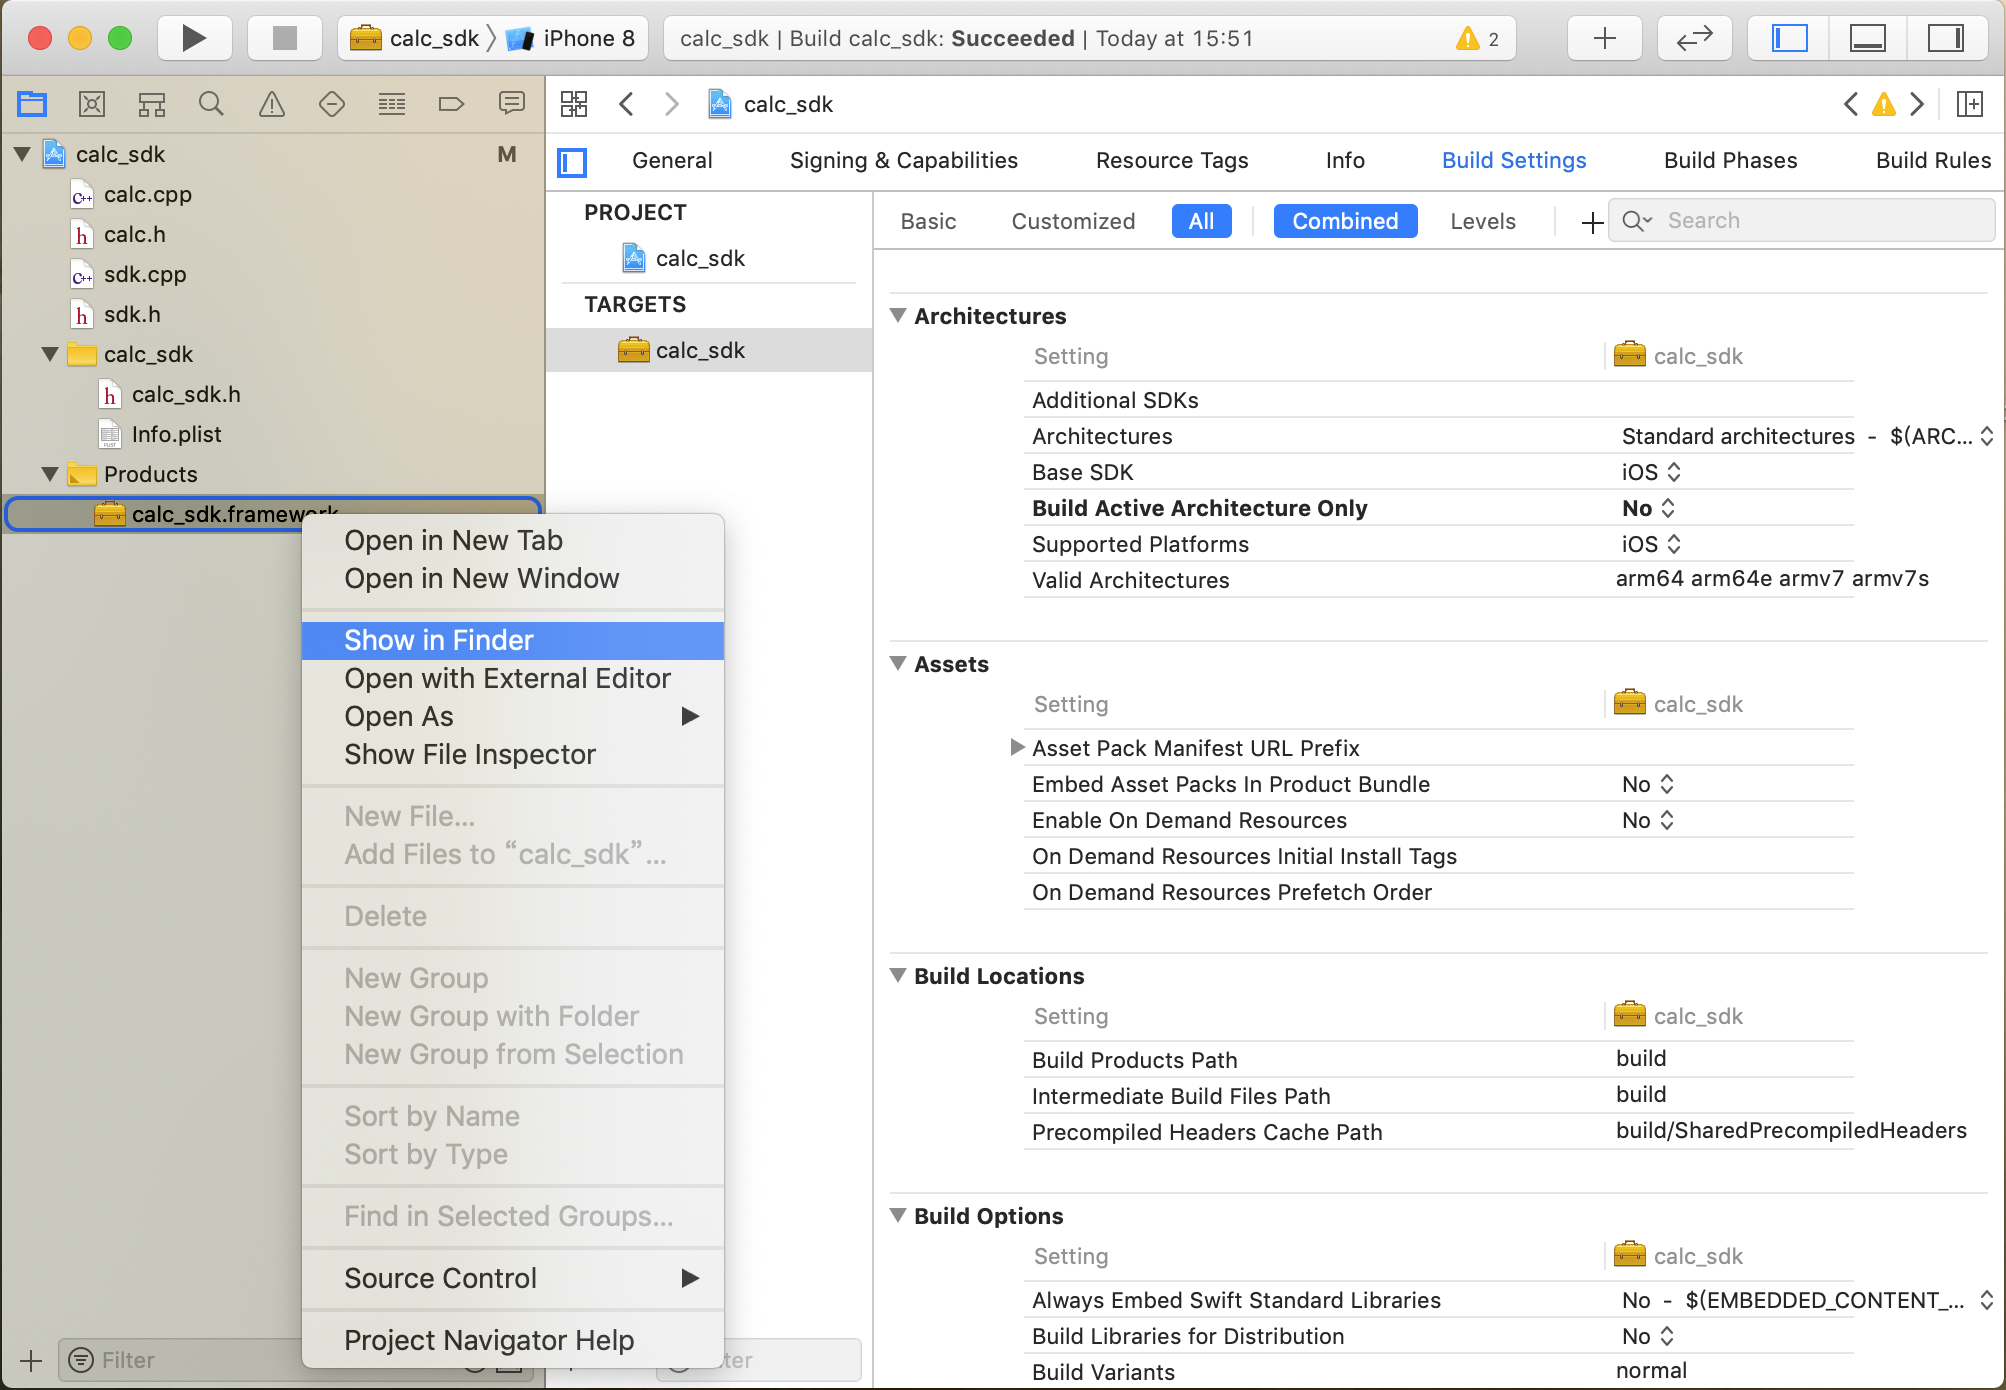 calc_sdk
iPhone 8
calc_sdk | Build calc_sdk: Succeeded | Today at 15:51
2
calc_sdk
M
calc.cpp
calc.h
sdk.cpp
sdk.h
calc_sdk
calc_sdk.h
Info.plist
Products
calc_sdk.framework
Filter
Open in New Tab
Open in New Window
Show in Finder
Open with External Editor
Open As
Show File Inspector
New File...
Add Files to “calc_sdk”...
Delete
New Group
New Group with Folder
New Group from Selection
Sort by Name
Sort by Type
Find in Selected Groups...
Source Control
Project Navigator Help
calc_sdk
General
Signing & Capabilities
Resource Tags
Info
Build Settings
Build Phases
Build Rules
PROJECT
calc_sdk
TARGETS
calc_sdk
Basic
Customized
All
Combined
Levels
Search
Architectures
Setting
calc_sdk
Additional SDKs
Architectures
Standard architectures - $(ARC...
Base SDK
iOS
Build Active Architecture Only
No
Supported Platforms
iOS
Valid Architectures
arm64 arm64e armv7 armv7s
Assets
Setting
calc_sdk
Asset Pack Manifest URL Prefix
Embed Asset Packs In Product Bundle
No
Enable On Demand Resources
No
On Demand Resources Initial Install Tags
On Demand Resources Prefetch Order
Build Locations
Setting
calc_sdk
Build Products Path
build
Intermediate Build Files Path
build
Precompiled Headers Cache Path
build/SharedPrecompiledHeaders
Build Options
Setting
calc_sdk
Always Embed Swift Standard Libraries
No - $(EMBEDDED_CONTENT_...
Build Libraries for Distribution
No
Build Variants
normal